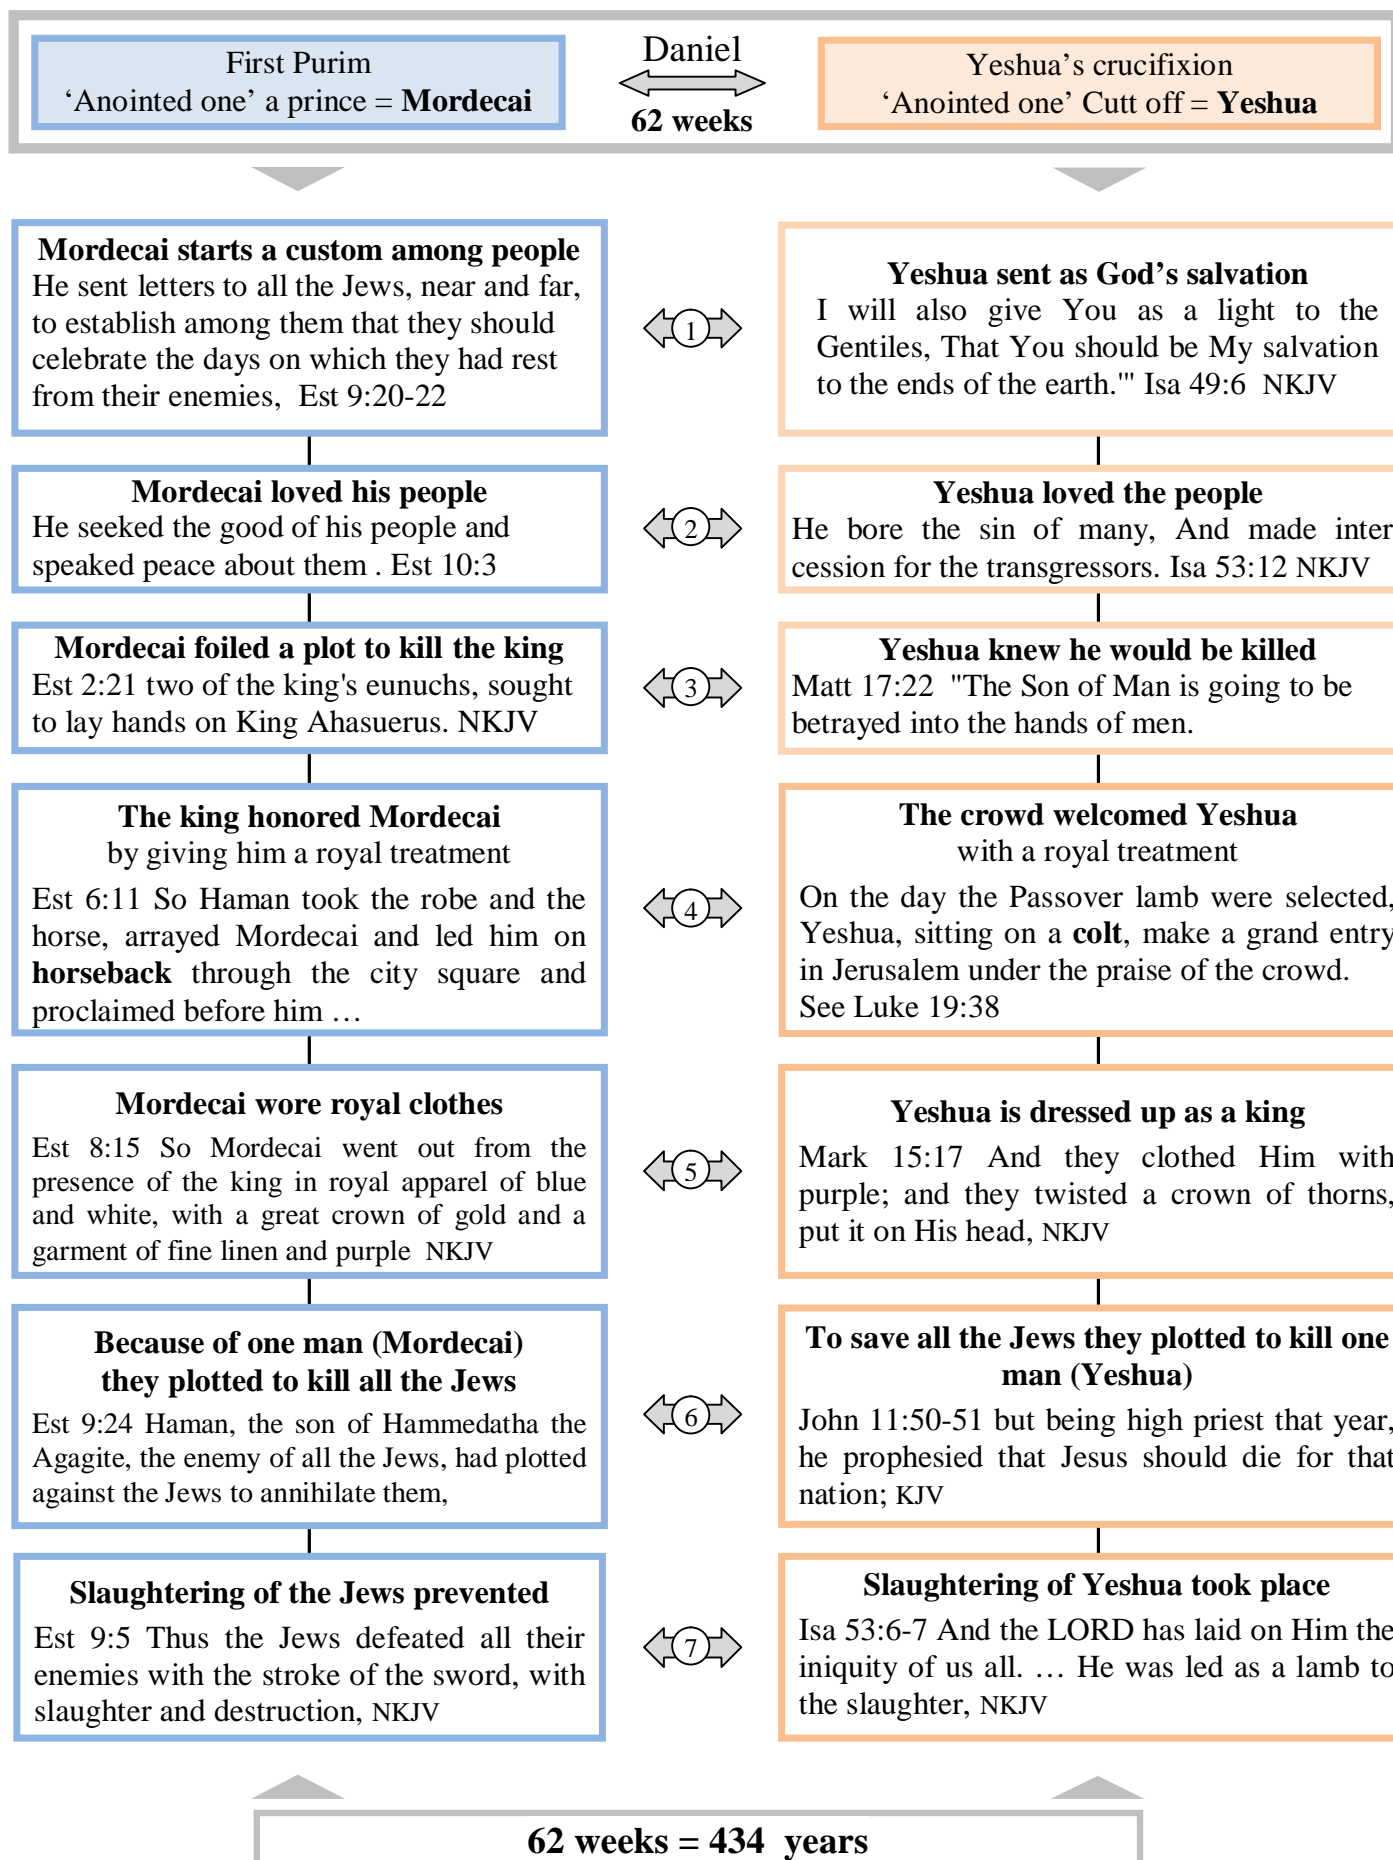 First Purim
‘Anointed one’ a prince = Mordecai
Daniel
62 weeks
Yeshua’s crucifixion
‘Anointed one’ Cutt off = Yeshua
Mordecai starts a custom among people
He sent letters to all the Jews, near and far,
to establish among them that they should
celebrate the days on which they had rest
from their enemies, Est 9:20-22
1
Yeshua sent as God’s salvation
I will also give You as a light to the
Gentiles, That You should be My salvation
to the ends of the earth.'" Isa 49:6 NKJV
Mordecai loved his people
He seeked the good of his people and
speaked peace about them . Est 10:3
2
Yeshua loved the people
He bore the sin of many, And made inter
cession for the transgressors. Isa 53:12 NKJV
Mordecai foiled a plot to kill the king
Est 2:21 two of the king's eunuchs, sought
to lay hands on King Ahasuerus. NKJV
3
Yeshua knew he would be killed
Matt 17:22 "The Son of Man is going to be
betrayed into the hands of men.
The king honored Mordecai
by giving him a royal treatment
Est 6:11 So Haman took the robe and the
horse, arrayed Mordecai and led him on
horseback through the city square and
proclaimed before him …
4
The crowd welcomed Yeshua
with a royal treatment
On the day the Passover lamb were selected,
Yeshua, sitting on a colt, make a grand entry
in Jerusalem under the praise of the crowd.
See Luke 19:38
Mordecai wore royal clothes
Est 8:15 So Mordecai went out from the
presence of the king in royal apparel of blue
and white, with a great crown of gold and a
garment of fine linen and purple NKJV
5
Yeshua is dressed up as a king
Mark 15:17 And they clothed Him with
purple; and they twisted a crown of thorns,
put it on His head, NKJV
Because of one man (Mordecai)
they plotted to kill all the Jews
Est 9:24 Haman, the son of Hammedatha the
Agagite, the enemy of all the Jews, had plotted
against the Jews to annihilate them,
6
To save all the Jews they plotted to kill one
man (Yeshua)
John 11:50-51 but being high priest that year,
he prophesied that Jesus should die for that
nation; KJV
Slaughtering of the Jews prevented
Est 9:5 Thus the Jews defeated all their
enemies with the stroke of the sword, with
slaughter and destruction, NKJV
7
Slaughtering of Yeshua took place
Isa 53:6-7 And the LORD has laid on Him the
iniquity of us all. … He was led as a lamb to
the slaughter, NKJV
62 weeks = 434 years